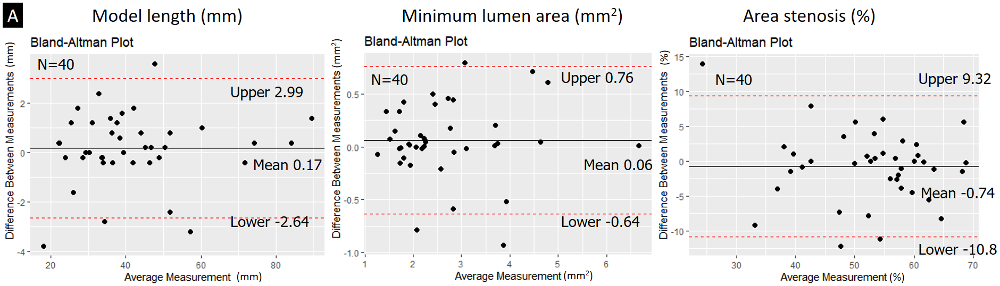 A
Model length (mm)
Bland-Altman Plot
N=40
Upper 2.99
Mean 0.17
Lower -2.64
Difference Between Measurements (mm)
2
0
-2
-4
20 40 60 80
Average Measurement (mm)
Minimum lumen area (mm²)
Bland-Altman Plot
N=40
Upper 0.76
Mean 0.06
Lower -0.64
Difference Between Measurements (mm²)
0.5
0.0
-0.5
-1.0
1 2 3 4 5 6
Average Measurement (mm²)
Area stenosis (%)
Bland-Altman Plot
N=40
Upper 9.32
Mean -0.74
Lower -10.8
Difference Between Measurements (%)
15
10
5
0
-5
-10
30 40 50 60 70
Average Measurement (%)